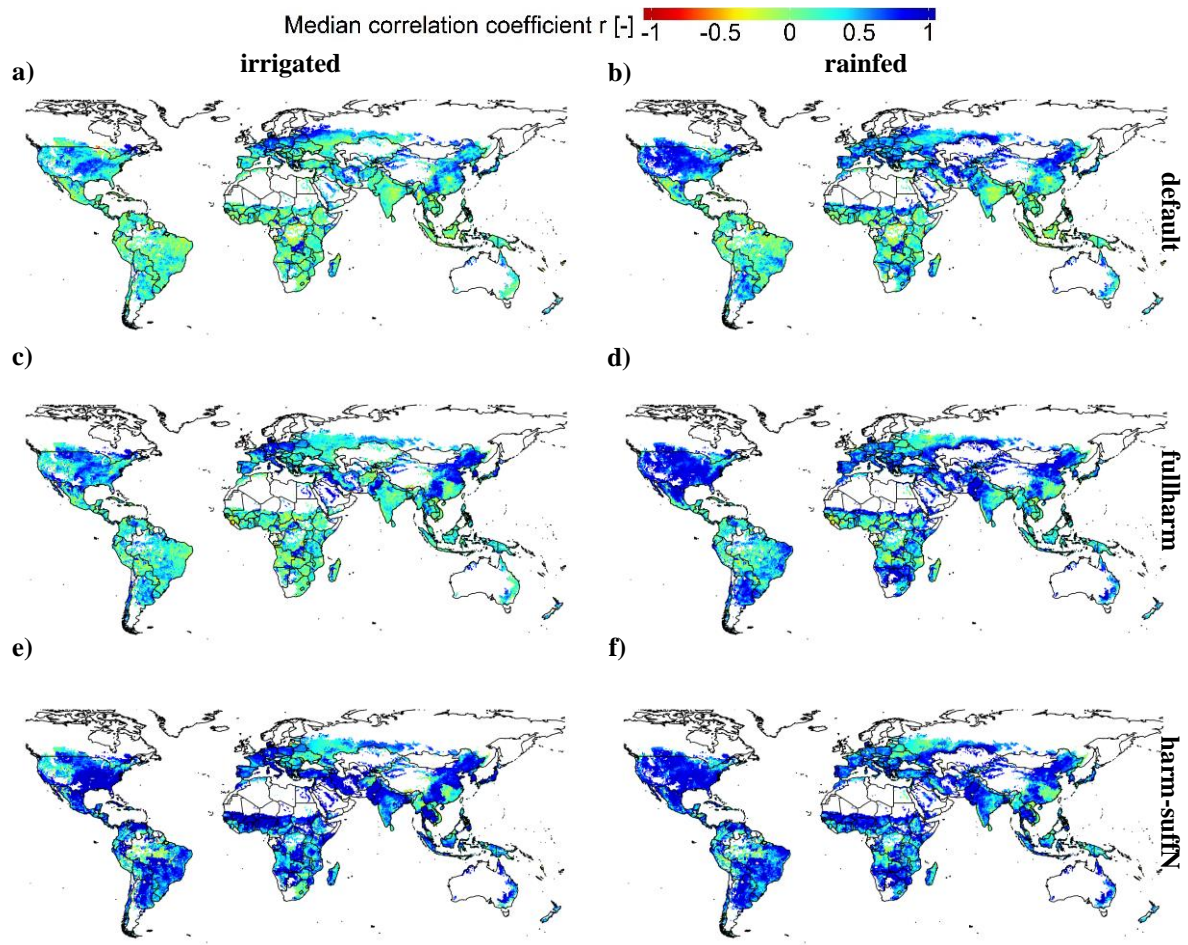 Median correlation coefficient r [-] -1 -0.5 0 0.5 1
irrigated rainfed
a) b)
default
c) d)
fullharm
e) f)
harm-suffN